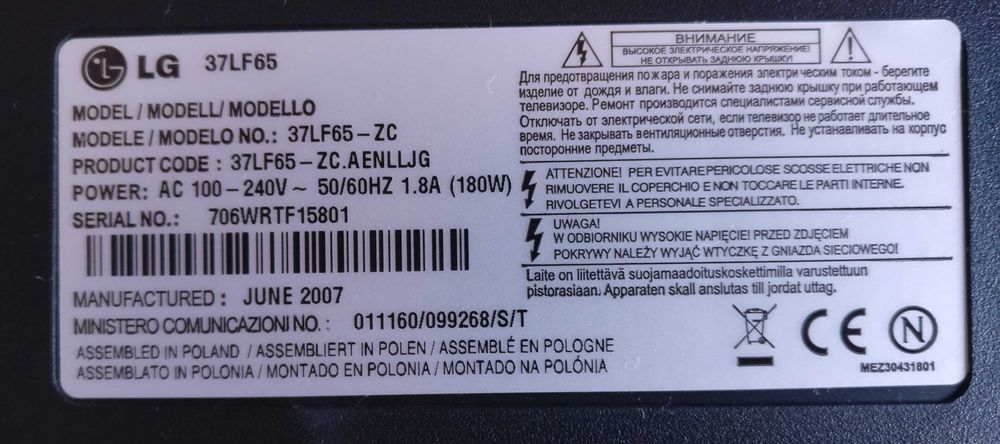 LG 37LF65
MODEL / MODELL/ MODELLO
MODELE / MODELO NO.: 37LF65-ZC
PRODUCT CODE : 37LF65-ZC.AENLLJG
POWER: AC 100-240V ~ 50/60HZ 1.8A (180W)
SERIAL NO.: 706WRTF15801
MANUFACTURED : JUNE 2007
MINISTERO COMUNICAZIONI NO. : 011160/099268/S/T
ASSEMBLED IN POLAND / ASSEMBLIERT IN POLEN / ASSEMBLÉ EN POLOGNE
ASSEMBLATO IN POLONIA / MONTADO EN POLONIA / MONTADO NA POLÓNIA
ВНИМАНИЕ
ВЫСОКОЕ ЭЛЕКТРИЧЕСКОЕ НАПРЯЖЕНИЕ!
НЕ ОТКРЫВАТЬ ЗАДНЮЮ КРЫШКУ!
Для предотвращения пожара и поражения электрическим током - берегите
изделие от дождя и влаги. Не снимайте заднюю крышку при работающем
телевизоре. Ремонт производится специалистами сервисной службы.
Отключать от электрической сети, если телевизор не работает длительное
время. Не закрывать вентиляционные отверстия. Не устанавливать на корпус
посторонние предметы.
ATTENZIONE! PER EVITARE PERICOLOSE SCOSSE ELETTRICHE NON
RIMUOVERE IL COPERCHIO E NON TOCCARE LE PARTI INTERNE.
RIVOLGETEVI A PERSONALE SPECIALIZZATO.
UWAGA!
W ODBIORNIKU WYSOKIE NAPIĘCIE! PRZED ZDJĘCIEM
POKRYWY NALEŻY WYJĄĆ WTYCZKĘ Z GNIAZDA SIECIOWEGO!
Laite on liitettävä suojamaadoituskoskettimilla varustettuun
pistorasiaan. Apparaten skall anslutas till jordat uttag.
CE N
MEZ30431801